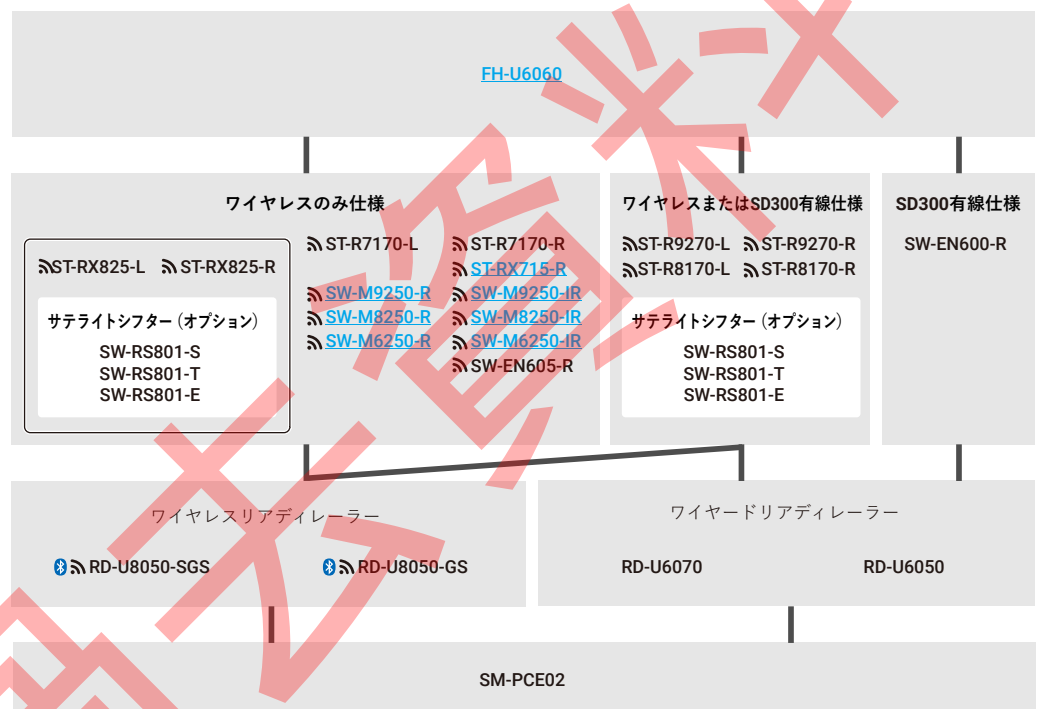 FH-U6060
ワイヤレスのみ仕様
ST-RX825-L ST-RX825-R
サテライトシフター（オプション）
SW-RS801-S
SW-RS801-T
SW-RS801-E
ST-R7170-L ST-R7170-R
ST-RX715-R
SW-M9250-R SW-M9250-IR
SW-M8250-R SW-M8250-IR
SW-M6250-R SW-M6250-IR
SW-EN605-R
ワイヤレスまたはSD300有線仕様
ST-R9270-L ST-R9270-R
ST-R8170-L ST-R8170-R
サテライトシフター（オプション）
SW-RS801-S
SW-RS801-T
SW-RS801-E
SD300有線仕様
SW-EN600-R
ワイヤレスリアディレーラー
RD-U8050-SGS RD-U8050-GS
ワイヤードリアディレーラー
RD-U6070 RD-U6050
SM-PCE02
去資料